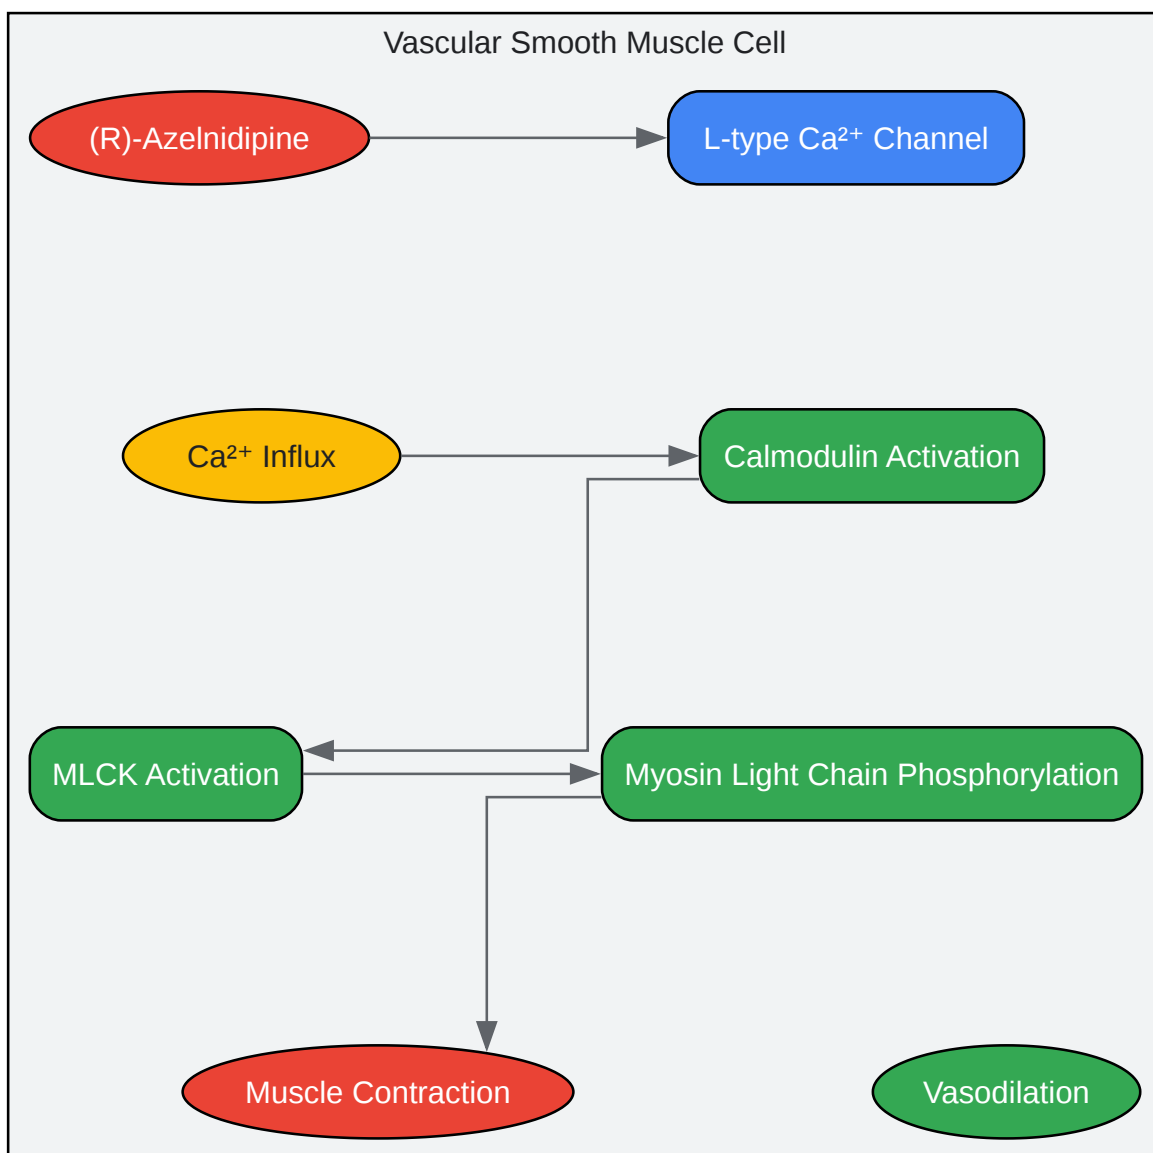 Vascular Smooth Muscle Cell
(R)-Azelnidipine
L-type Ca²⁺ Channel
Ca²⁺ Influx
Calmodulin Activation
MLCK Activation
Myosin Light Chain Phosphorylation
Muscle Contraction
Vasodilation